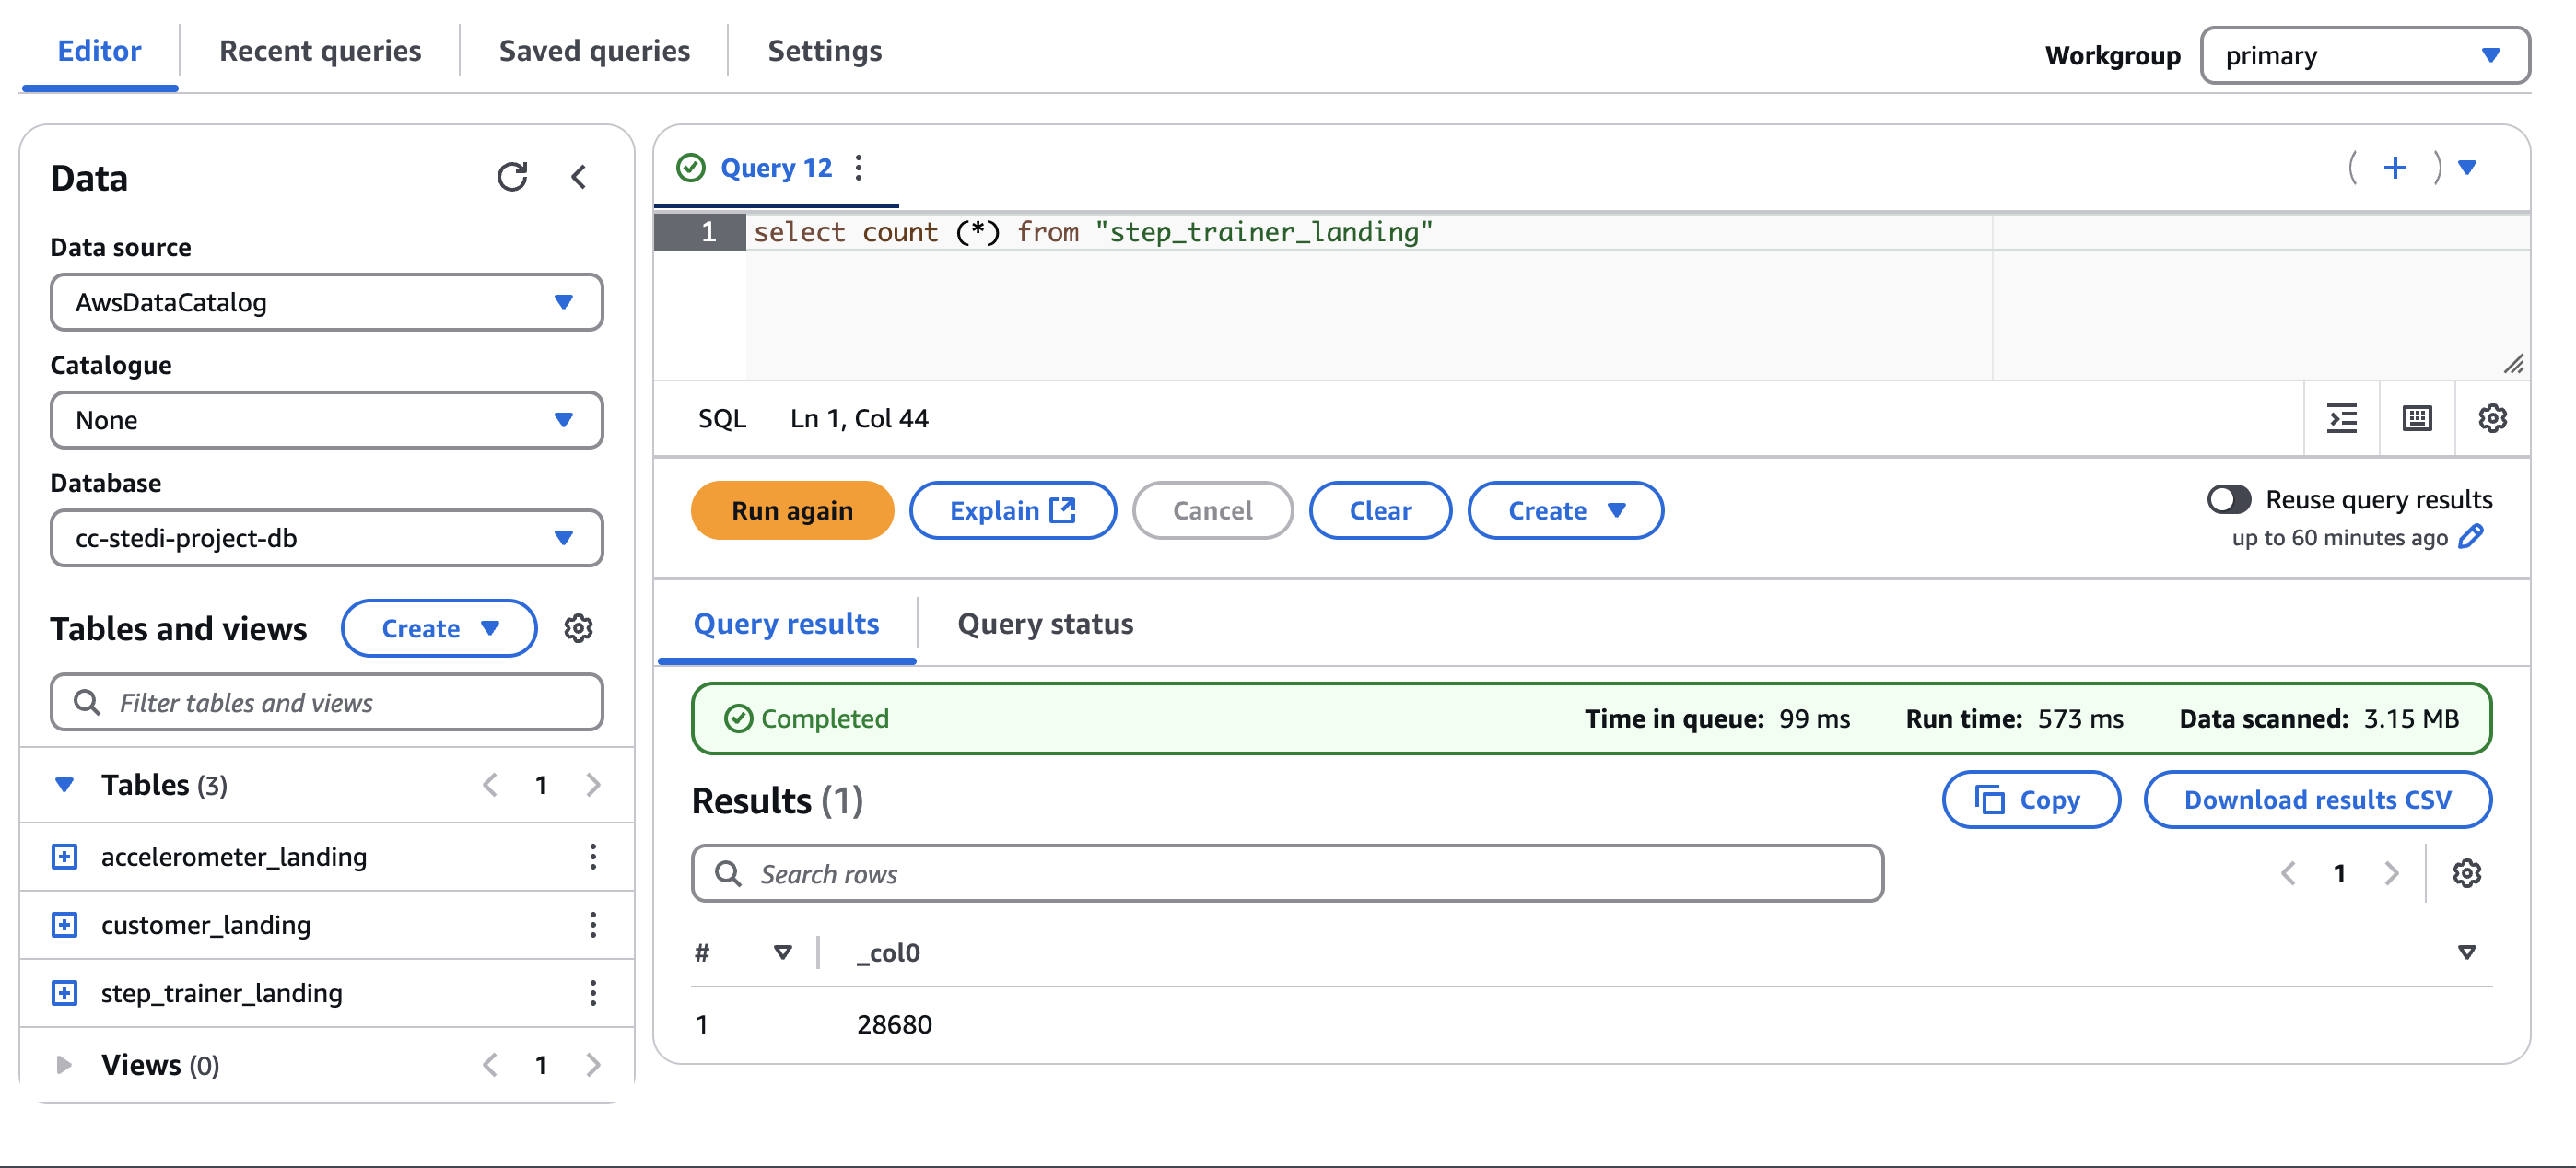 Editor Recent queries Saved queries Settings Workgroup primary
Data
Data source
AwsDataCatalog
Catalogue
None
Database
cc-stedi-project-db
Tables and views Create
Filter tables and views
Tables (3) 1
accelerometer_landing
customer_landing
step_trainer_landing
Views (0) 1
Query 12
1 select count (*) from "step_trainer_landing"
SQL Ln 1, Col 44
Run again Explain Cancel Clear Create
Reuse query results
up to 60 minutes ago
Query results Query status
Completed Time in queue: 99 ms Run time: 573 ms Data scanned: 3.15 MB
Results (1) Copy Download results CSV
Search rows 1
# _col0
1 28680